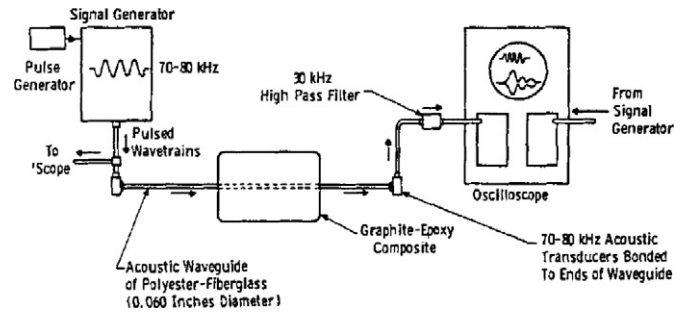 Signal Generator
70-80 kHz
Pulse
Generator
To
'Scope
Pulsed
Wavetrains
30 kHz
High Pass Filter
From
Signal
Generator
Oscilloscope
Graphite-Epoxy
Composite
70-80 kHz Acoustic
Transducers Bonded
To Ends of Waveguide
Acoustic Waveguide
of Polyester-Fiberglass
(0.060 Inches Diameter)